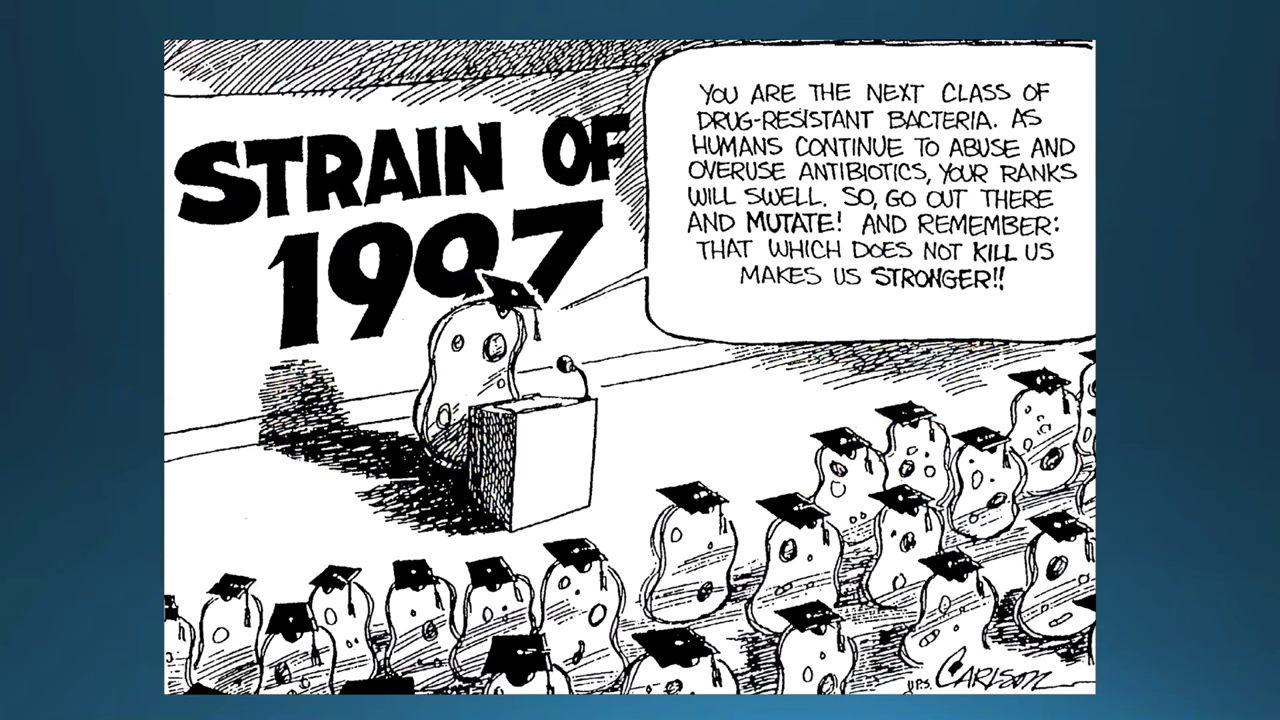 STRAIN OF
1997
YOU ARE THE NEXT CLASS OF
DRUG-RESISTANT BACTERIA. AS
HUMANS CONTINUE TO ABUSE AND
OVERUSE ANTIBIOTICS, YOUR RANKS
WILL SWELL. SO, GO OUT THERE
AND MUTATE! AND REMEMBER:
THAT WHICH DOES NOT KILL US
MAKES US STRONGER!!
U.P.S. CARLSON